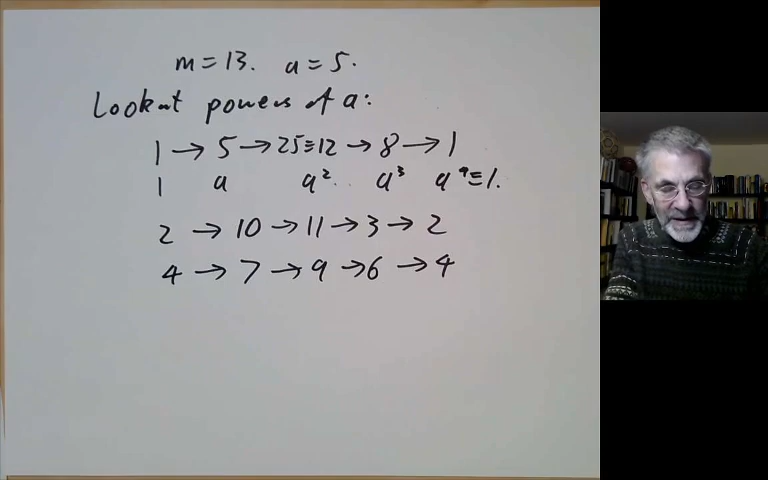 m = 13. a = 5.
Look at powers of a:
1 → 5 → 25≡12 → 8 → 1
1 a a² a³ a⁴≡1.
2 → 10 → 11 → 3 → 2
4 → 7 → 9 → 6 → 4